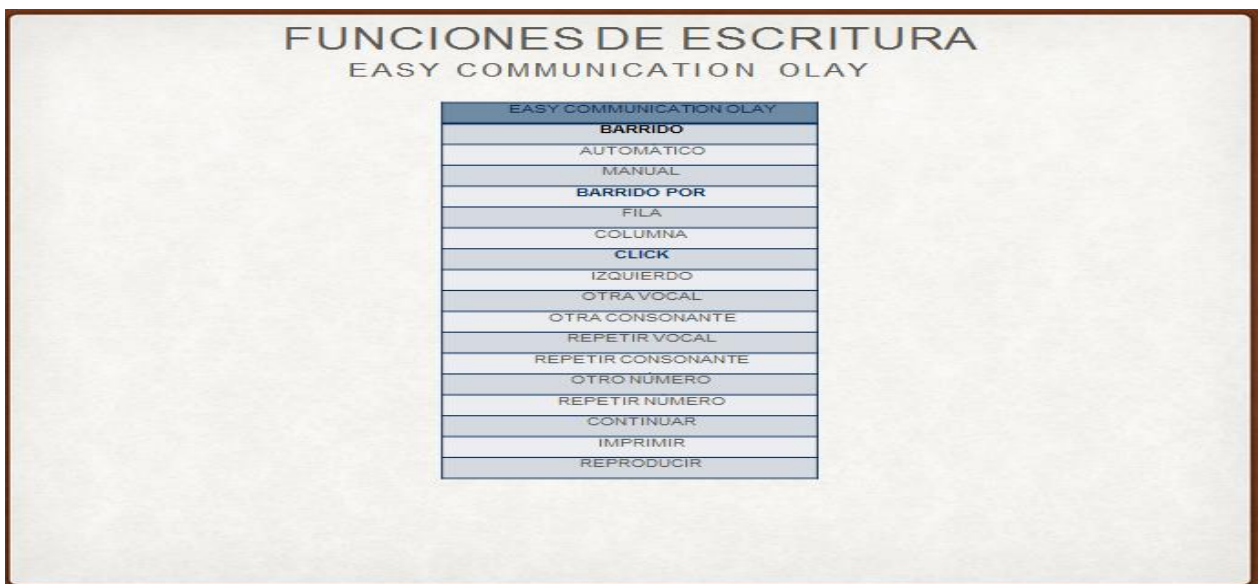 FUNCIONES DE ESCRITURA
EASY COMMUNICATION OLAY
EASY COMMUNICATION OLAY
BARRIDO
AUTOMÁTICO
MANUAL
BARRIDO POR
FILA
COLUMNA
CLICK
IZQUIERDO
OTRA VOCAL
OTRA CONSONANTE
REPETIR VOCAL
REPETIR CONSONANTE
OTRO NÚMERO
REPETIR NUMERO
CONTINUAR
IMPRIMIR
REPRODUCIR